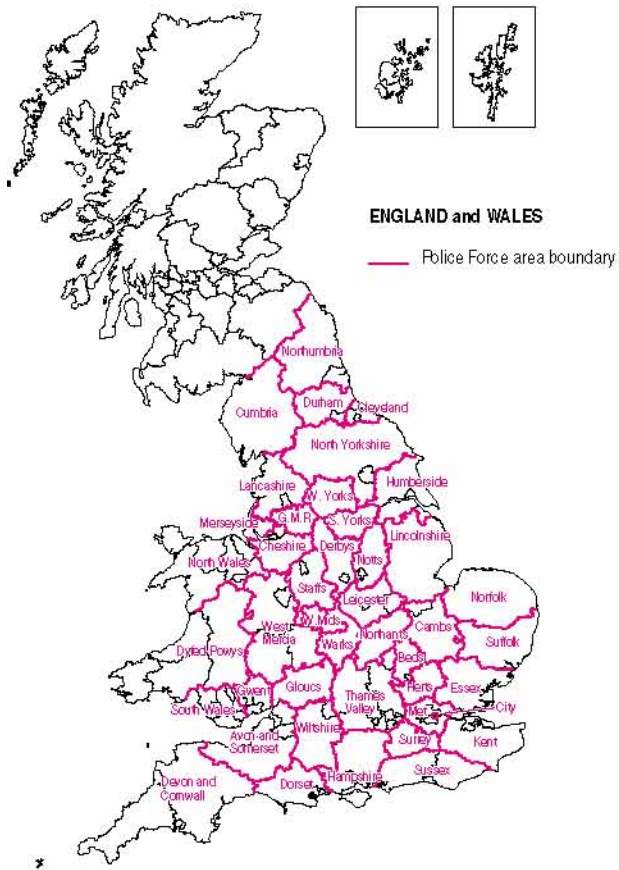 ENGLAND and WALES
Police Force area boundary
Northumbria
Durham
Cleveland
Cumbria
North Yorkshire
Lancashire
W. Yorks
Humberside
G.M.P.
S. Yorks
Merseyside
Lincolnshire
Cheshire
Derbys
Notts
North Wales
Staffs
Leicester
Norfolk
W.Mids.
West
Mercia
Norhants
Cambs
Suffolk
Warks
Dyfed Powys
Beds
Gwent
Gloucs
Herts
Essex
Thames
Valley
South Wales
Met.
City
Avon and
Somerset
Wiltshire
Surrey
Kent
Hampshire
Sussex
Devon and
Cornwall
Dorset